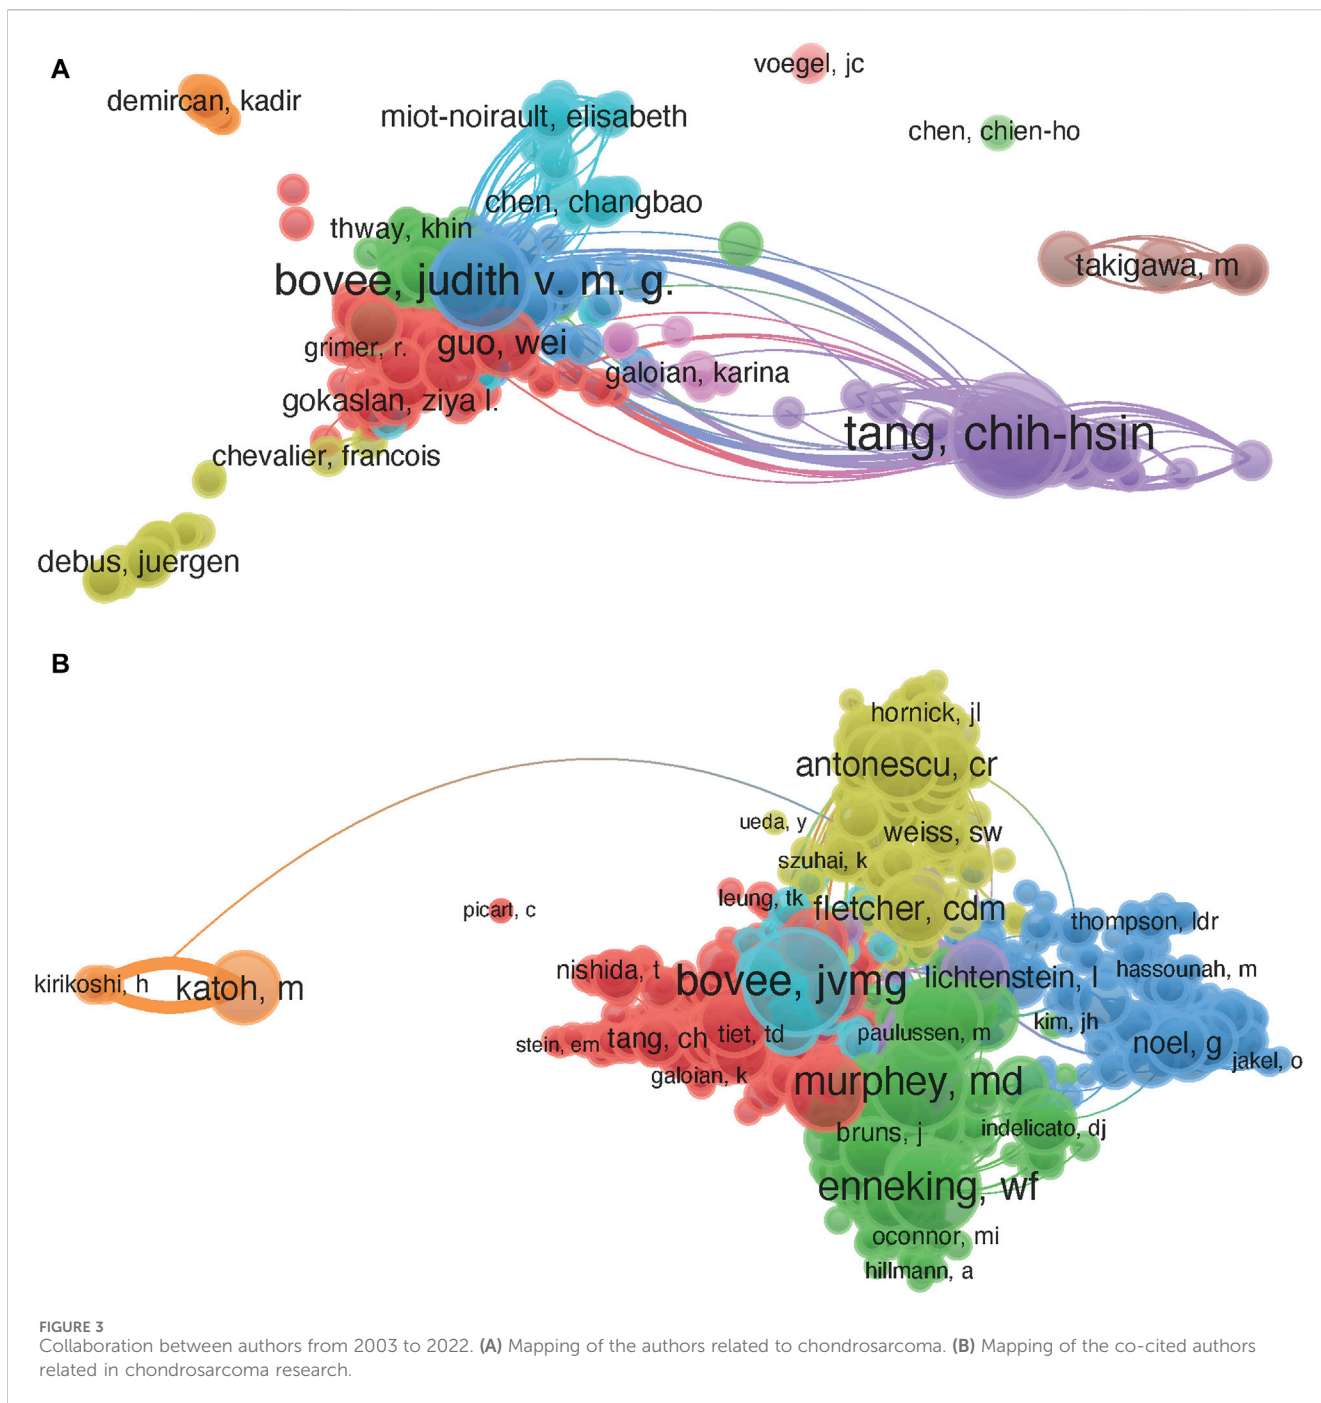 A
voegel, jc
demircan, kadir
miot-noirault, elisabeth
chen, chien-ho
chen, changbao
thway, khin
takigawa, m
bovee, judith v. m. g.
guo, wei
grimer, r.
galoian, karina
gokaslan, ziya l.
tang, chih-hsin
chevalier, francois
debus, juergen
B
hornick, jl
antonescu, cr
ueda, y
weiss, sw
szuhai, k
leung, tk
fletcher, cdm
picart, c
thompson, ldr
nishida, t
bovee, jvmg
lichtenstein, l
hassounah, m
kirikoshi, h
katoh, m
kim, jh
paulussen, m
stein, em
tang, ch
tiet, td
noel, g
jakel, o
galoian, k
murphey, md
bruns, j
indelicato, dj
enneking, wf
oconnor, mi
hillmann, a
FIGURE 3
Collaboration between authors from 2003 to 2022. (A) Mapping of the authors related to chondrosarcoma. (B) Mapping of the co-cited authors
related in chondrosarcoma research.